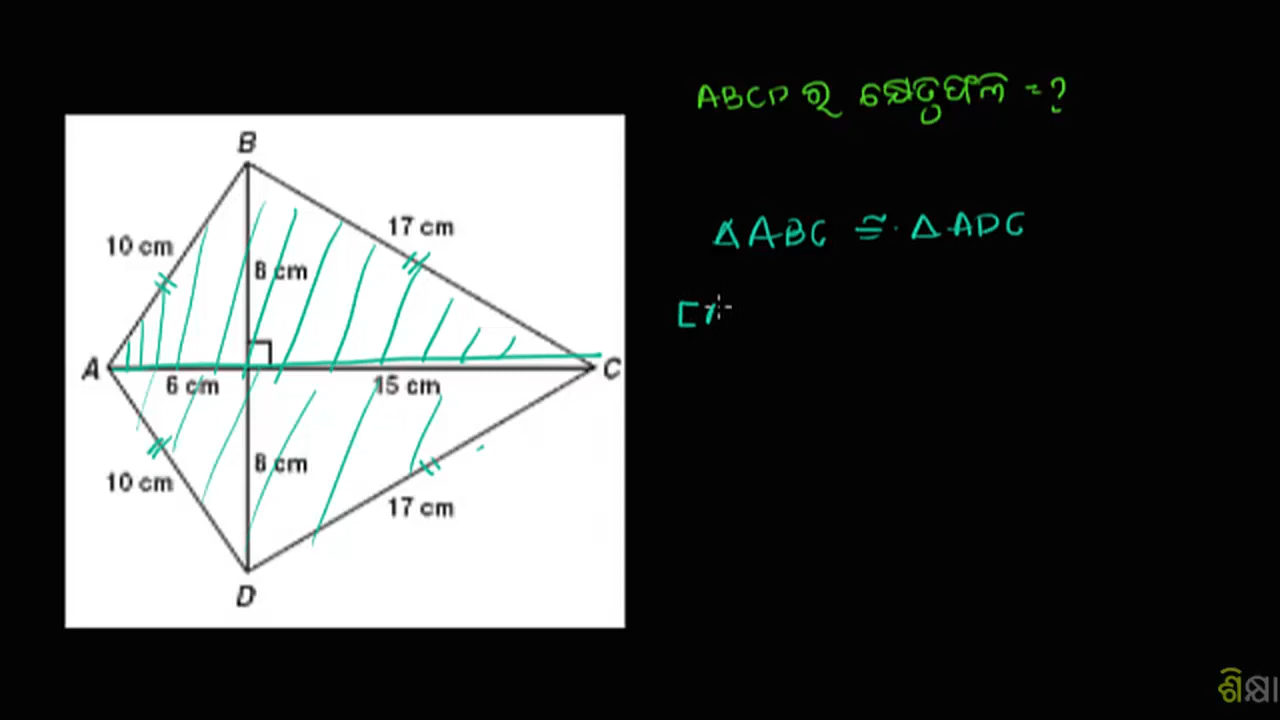 ABCD ର କ୍ଷେତ୍ରଫଳ = ?
B
10 cm
17 cm
8 cm
Δ ABC ≅ Δ ADC
A
6 cm
15 cm
C
8 cm
10 cm
17 cm
D
ଶିକ୍ଷା